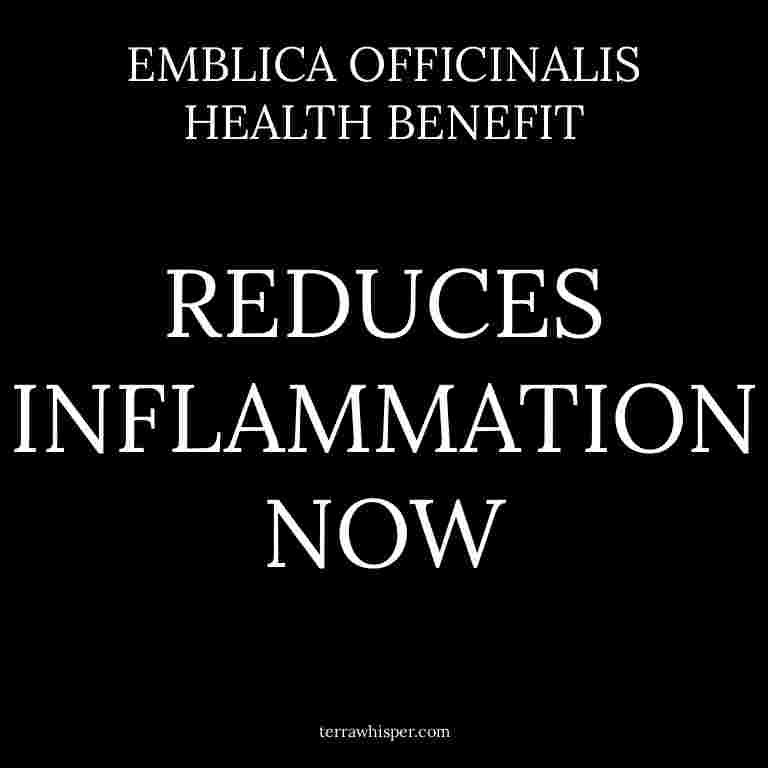 EMBLICA OFFICINALIS
HEALTH BENEFIT
REDUCES
INFLAMMATION
NOW
terrawhisper.com